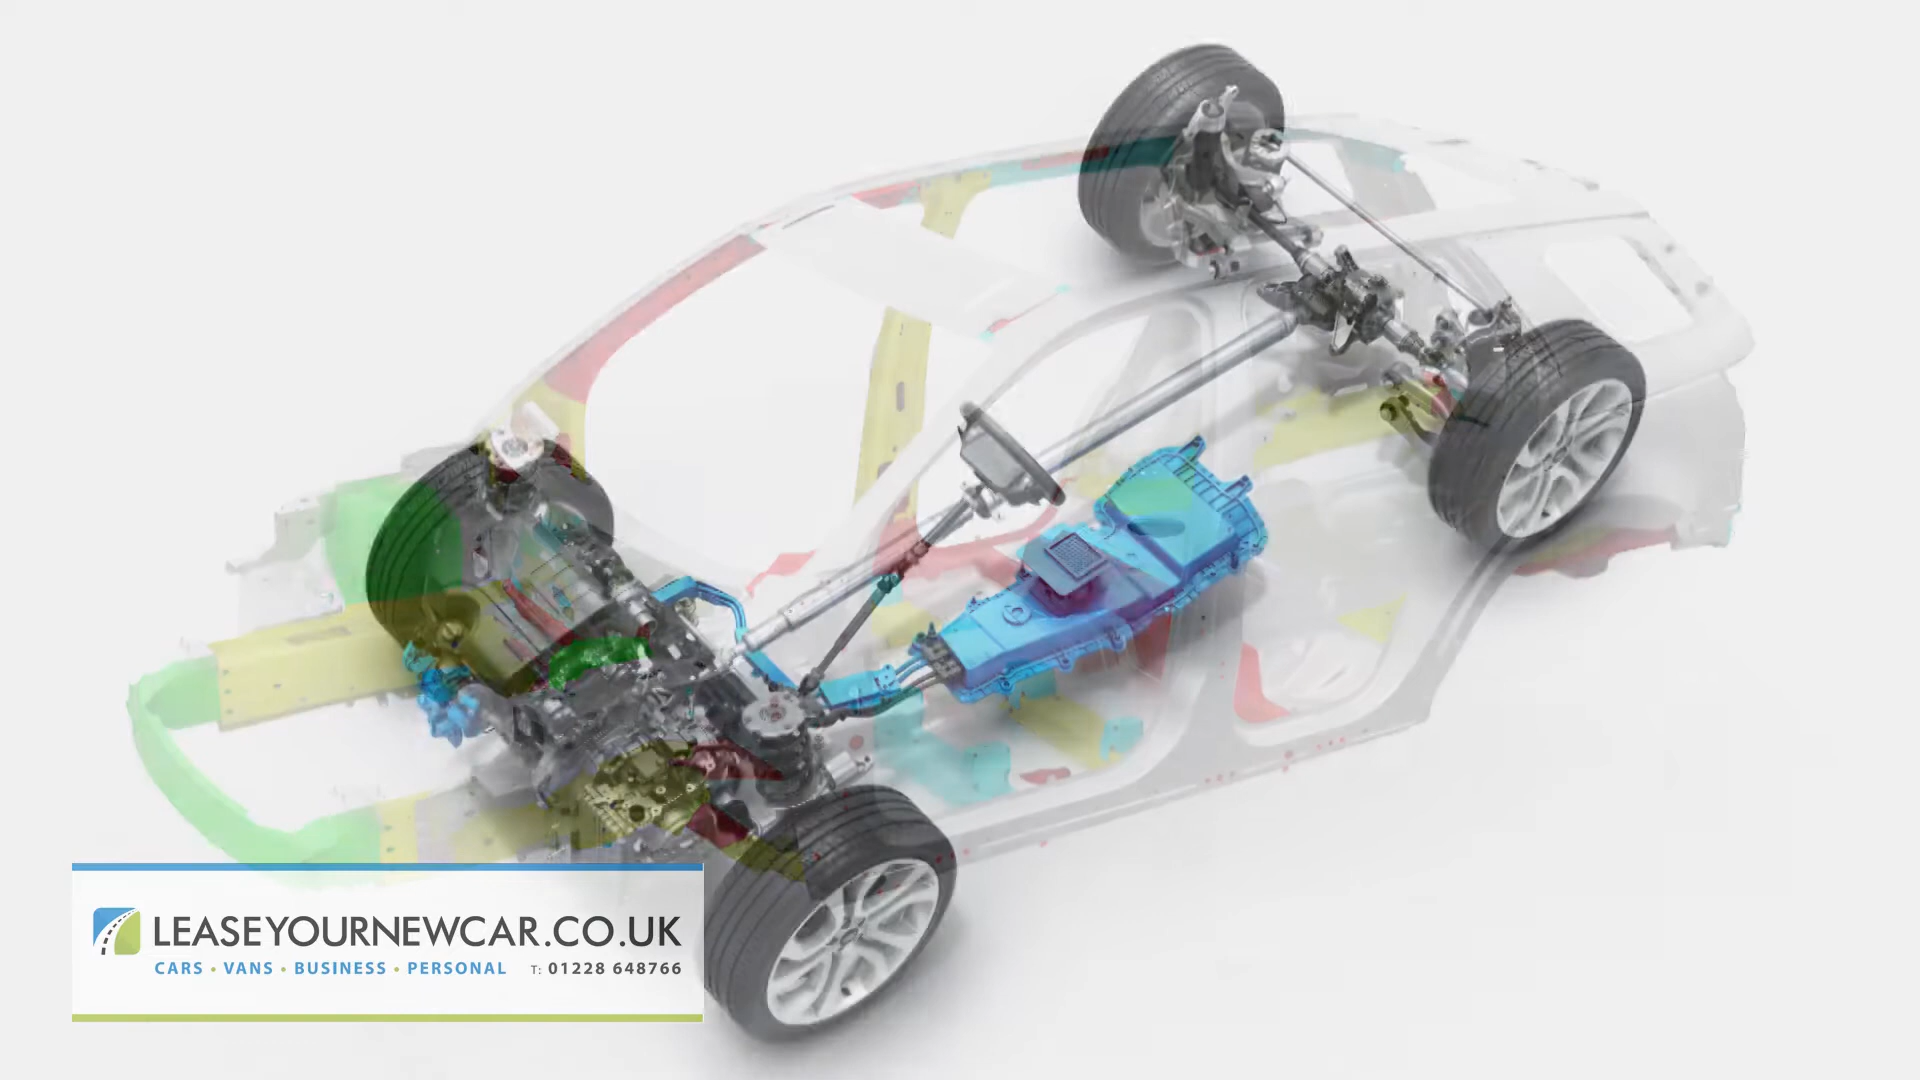 LEASEYOURNEWCAR.CO.UK
CARS • VANS • BUSINESS • PERSONAL T: 01228 648766